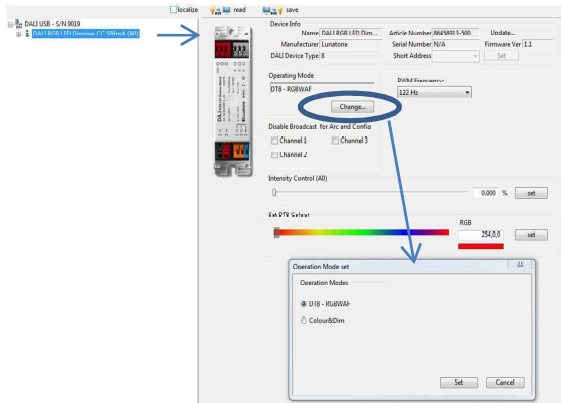 localize read save
DALI USB - S/N 9019
DALI RGB LED Dimmer CC 500mA (A0)
Device Info
Name DALI RGB LED Dim... Article Number 86458913-500 Update...
Manufacturer Lunatone Serial Number N/A Firmware Ver 1.1
DALI Device Type 8 Short Address Set
Operating Mode
DT8 - RGBWAF
Change...
PWM Frequency
122 Hz
Disable Broadcast for Arc and Config
Channel 1 Channel 3
Channel 2
Intensity Control (A0)
0.000 % set
Set DT8 Colour
RGB
254,0,0 set
Operation Mode set
Operation Modes
DT8 - RGBWAF
Colour&Dim
Set Cancel